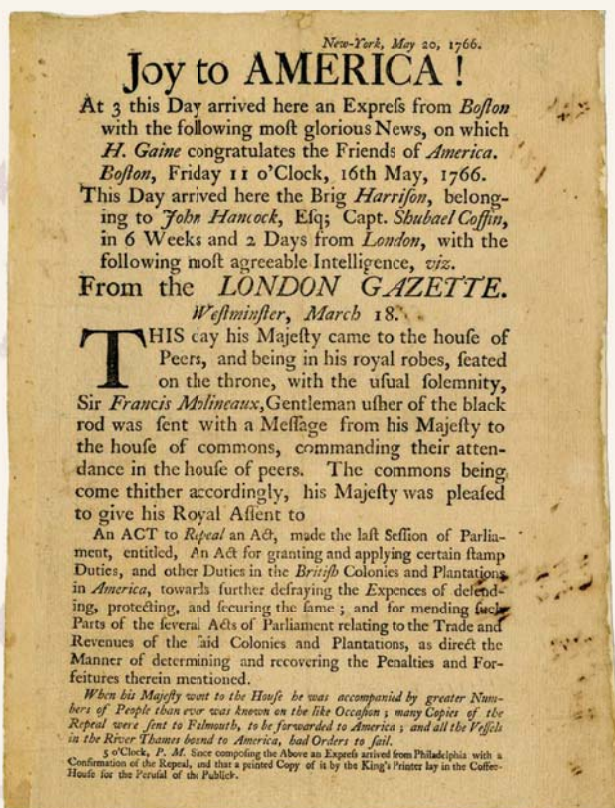 New-York, May 20, 1766.
Joy to AMERICA!
At 3 this Day arrived here an Expreſs from Boſton
with the following moſt glorious News, on which
H. Gaine congratulates the Friends of America.
Boſton, Friday 11 o'Clock, 16th May, 1766.
This Day arrived here the Brig Harriſon, belong-
ing to John Hancock, Eſq; Capt. Shubael Coffin,
in 6 Weeks and 2 Days from London, with the
following moſt agreeable Intelligence, viz.
From the LONDON GAZETTE.
Weſtminſter, March 18.
THIS day his Majeſty came to the houſe of
Peers, and being in his royal robes, ſeated
on the throne, with the uſual ſolemnity,
Sir Francis Molineaux, Gentleman uſher of the black
rod was ſent with a Meſſage from his Majeſty to
the houſe of commons, commanding their atten-
dance in the houſe of peers. The commons being
come thither accordingly, his Majeſty was pleaſed
to give his Royal Aſſent to
An ACT to Repeal an Act, made the laſt Seſſion of Parlia-
ment, entitled, An Act for granting and applying certain ſtamp
Duties, and other Duties in the Britiſh Colonies and Plantations
in America, towards further defraying the Expences of defend-
ing, protecting, and ſecuring the ſame; and for mending ſuch
Parts of the ſeveral Acts of Parliament relating to the Trade and
Revenues of the ſaid Colonies and Plantations, as direct the
Manner of determining and recovering the Penalties and For-
feitures therein mentioned.
When his Majeſty went to the Houſe he was accompanied by greater Num-
bers of People than ever was known on the like Occaſion; many Copies of the
Repeal were ſent to Falmouth, to be forwarded to America; and all the Veſſels
in the River Thames bound to America, had Orders to ſail.
5 o'Clock, P. M. Since compoſing the Above an Expreſs arrived from Philadelphia with a
Confirmation of the Repeal, and that a printed Copy of it by the King's Printer lay in the Coffee-
Houſe for the Peruſal of the Publick.